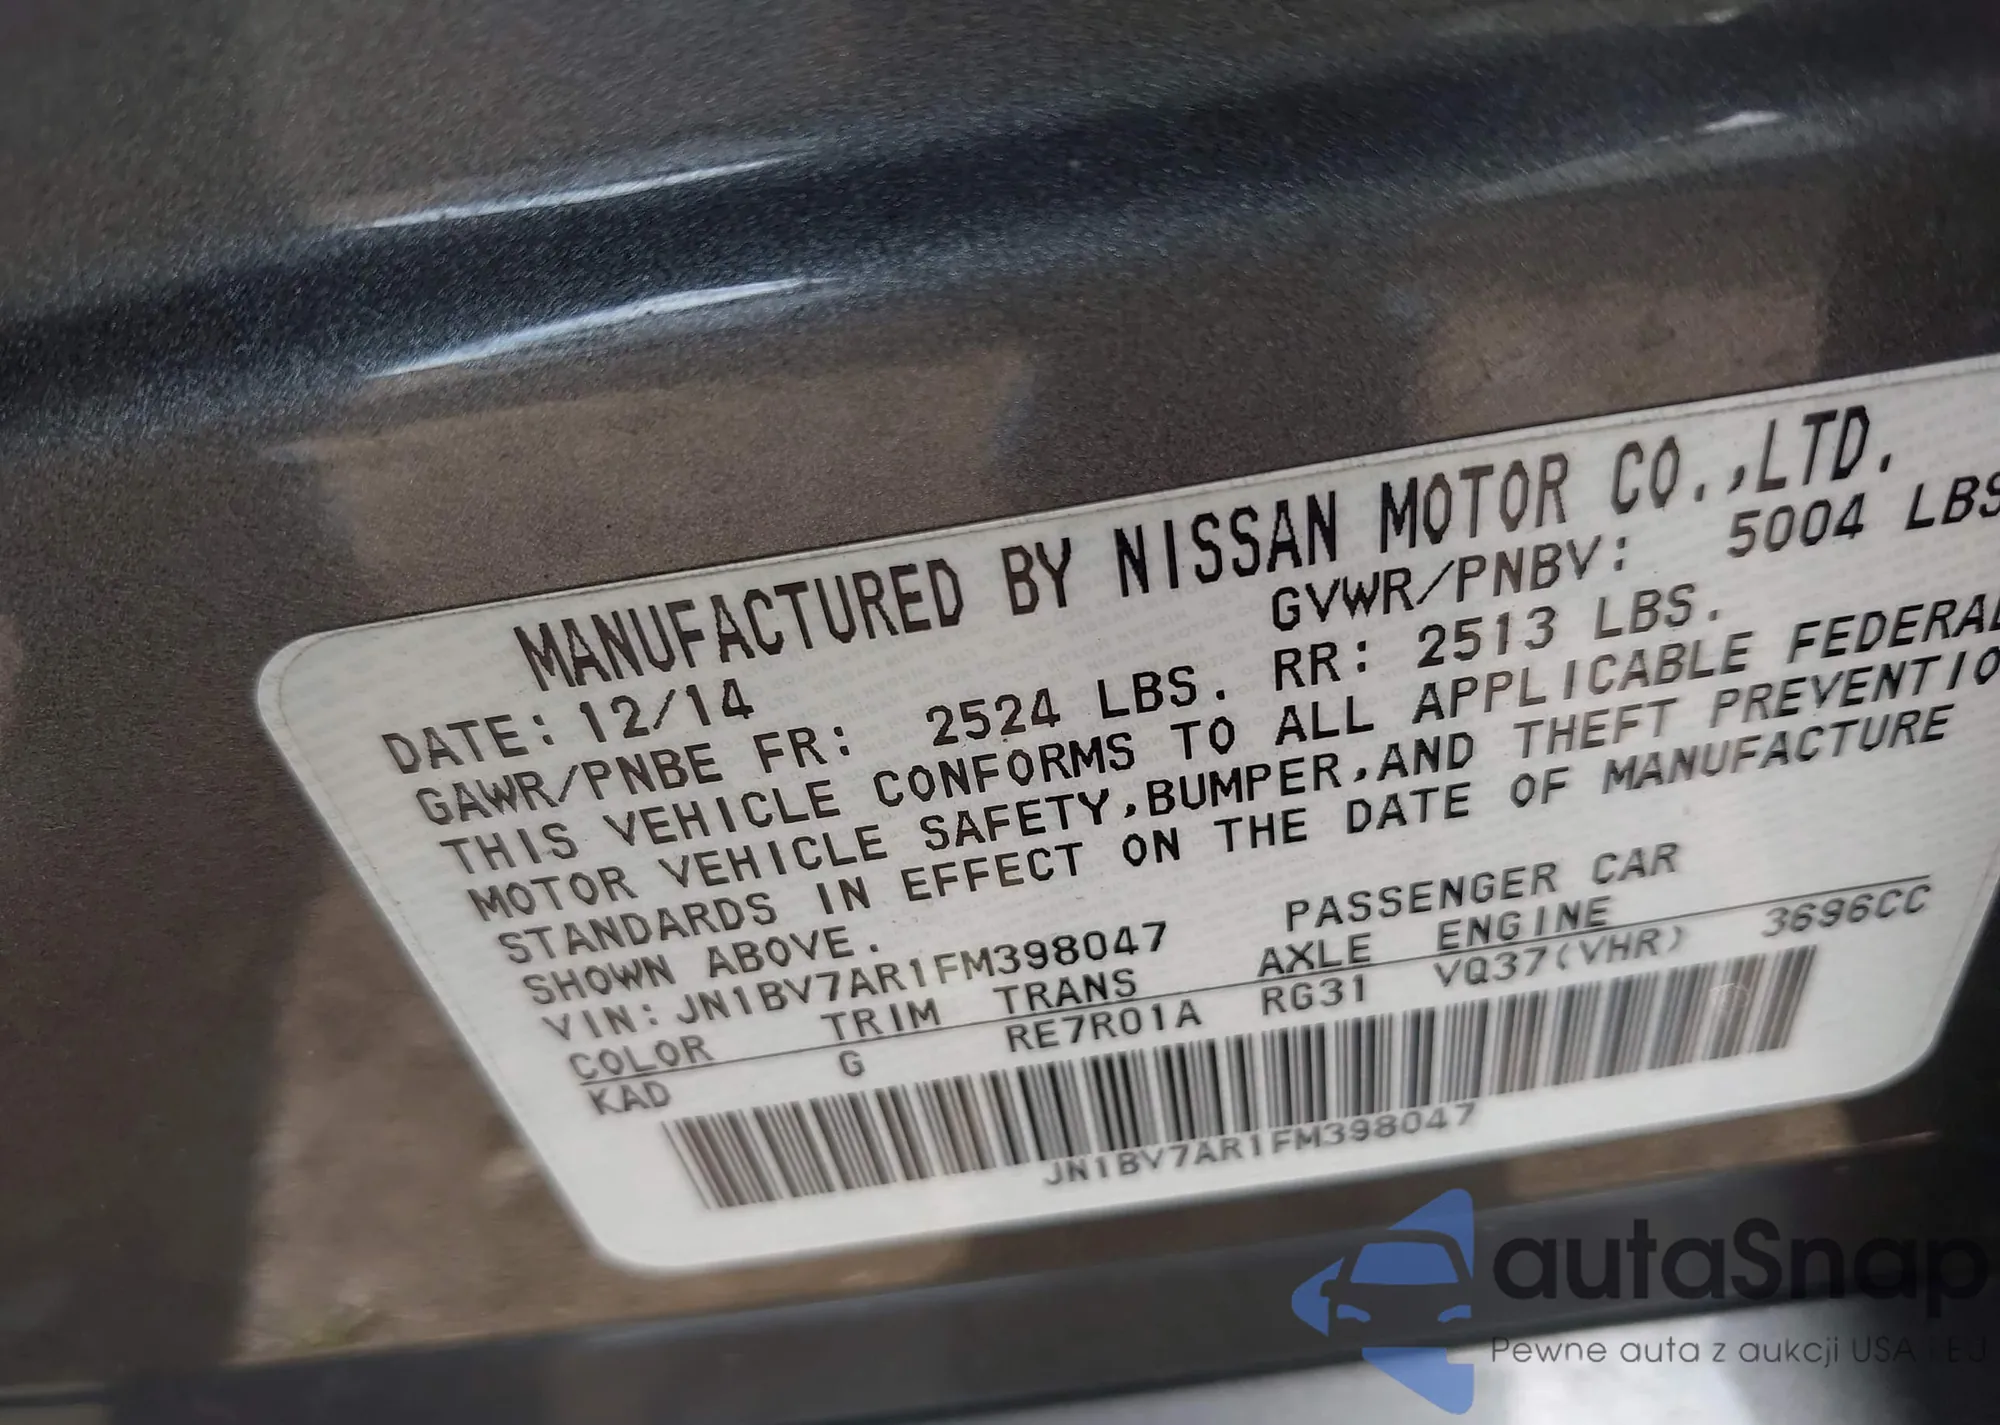 MANUFACTURED BY NISSAN MOTOR CO.,LTD.
DATE: 12/14 GVWR/PNBV: 5004 LBS
GAWR/PNBE FR: 2524 LBS. RR: 2513 LBS.
THIS VEHICLE CONFORMS TO ALL APPLICABLE FEDERAL
MOTOR VEHICLE SAFETY,BUMPER,AND THEFT PREVENTIO
STANDARDS IN EFFECT ON THE DATE OF MANUFACTURE
SHOWN ABOVE.
VIN: JN1BV7AR1FM398047 PASSENGER CAR
COLOR TRIM TRANS AXLE ENGINE
KAD G RE7R01A RG31 VQ37(VHR) 3696CC
JN1BV7AR1FM398047
autaSnap
Pewne auta z aukcji USA i EU